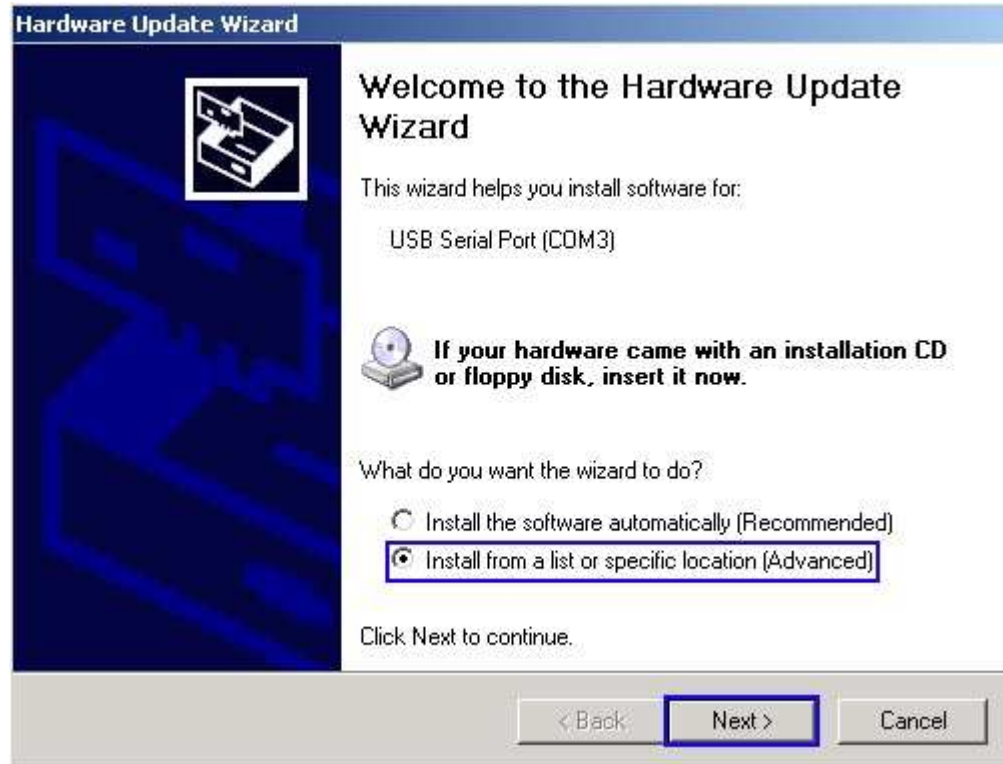 Hardware Update Wizard
Welcome to the Hardware Update
Wizard
This wizard helps you install software for:
USB Serial Port (COM3)
If your hardware came with an installation CD
or floppy disk, insert it now.
What do you want the wizard to do?
Install the software automatically (Recommended)
Install from a list or specific location (Advanced)
Click Next to continue.
< Back
Next >
Cancel